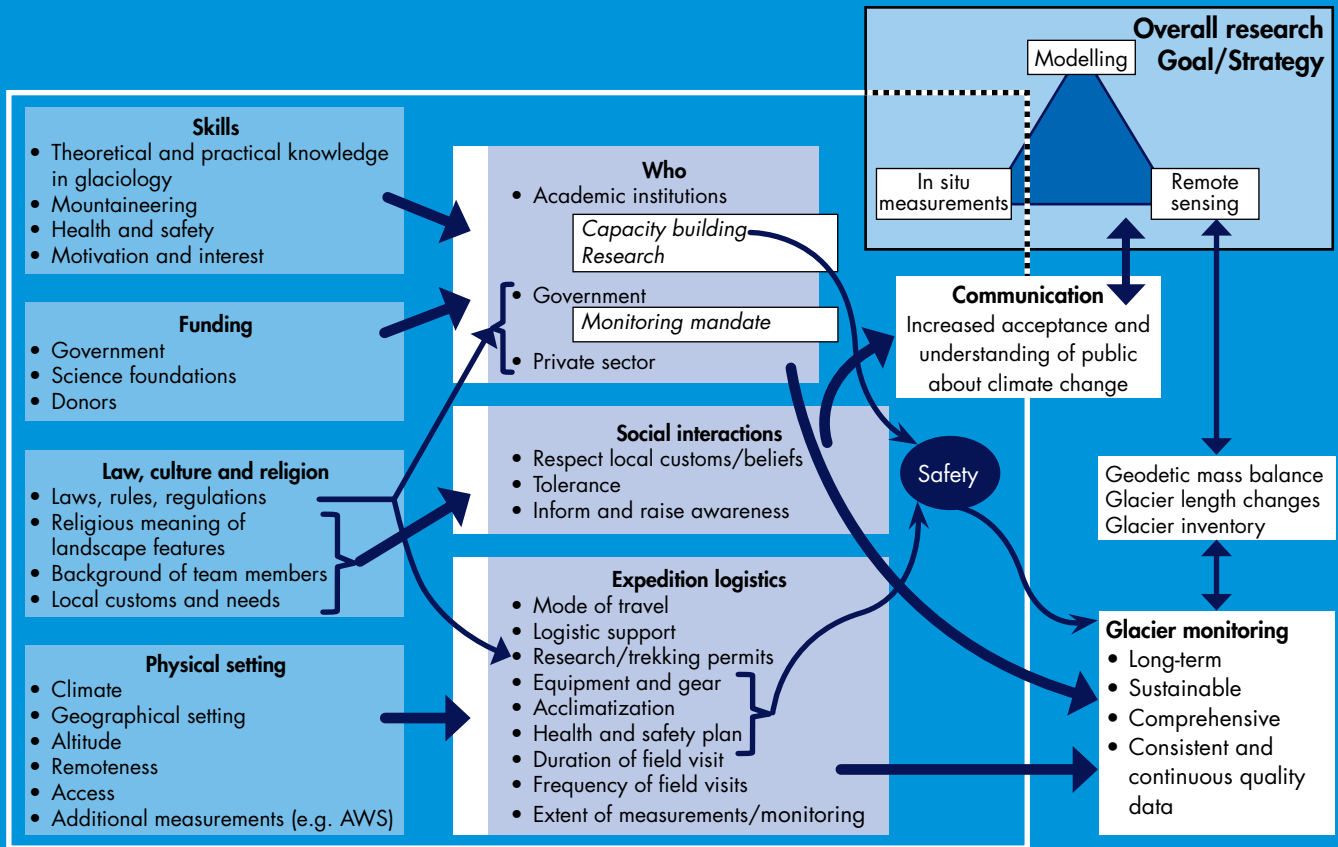 Overall research
Goal/Strategy
Modelling
In situ
measurements
Remote
sensing
Skills
• Theoretical and practical knowledge
in glaciology
• Mountaineering
• Health and safety
• Motivation and interest
Funding
• Government
• Science foundations
• Donors
Law, culture and religion
• Laws, rules, regulations
• Religious meaning of
landscape features
• Background of team members
• Local customs and needs
Physical setting
• Climate
• Geographical setting
• Altitude
• Remoteness
• Access
• Additional measurements (e.g. AWS)
Who
• Academic institutions
Capacity building
Research
• Government
Monitoring mandate
• Private sector
Social interactions
• Respect local customs/beliefs
• Tolerance
• Inform and raise awareness
Expedition logistics
• Mode of travel
• Logistic support
• Research/trekking permits
• Equipment and gear
• Acclimatization
• Health and safety plan
• Duration of field visit
• Frequency of field visits
• Extent of measurements/monitoring
Communication
Increased acceptance and
understanding of public
about climate change
Safety
Geodetic mass balance
Glacier length changes
Glacier inventory
Glacier monitoring
• Long-term
• Sustainable
• Comprehensive
• Consistent and
continuous quality
data